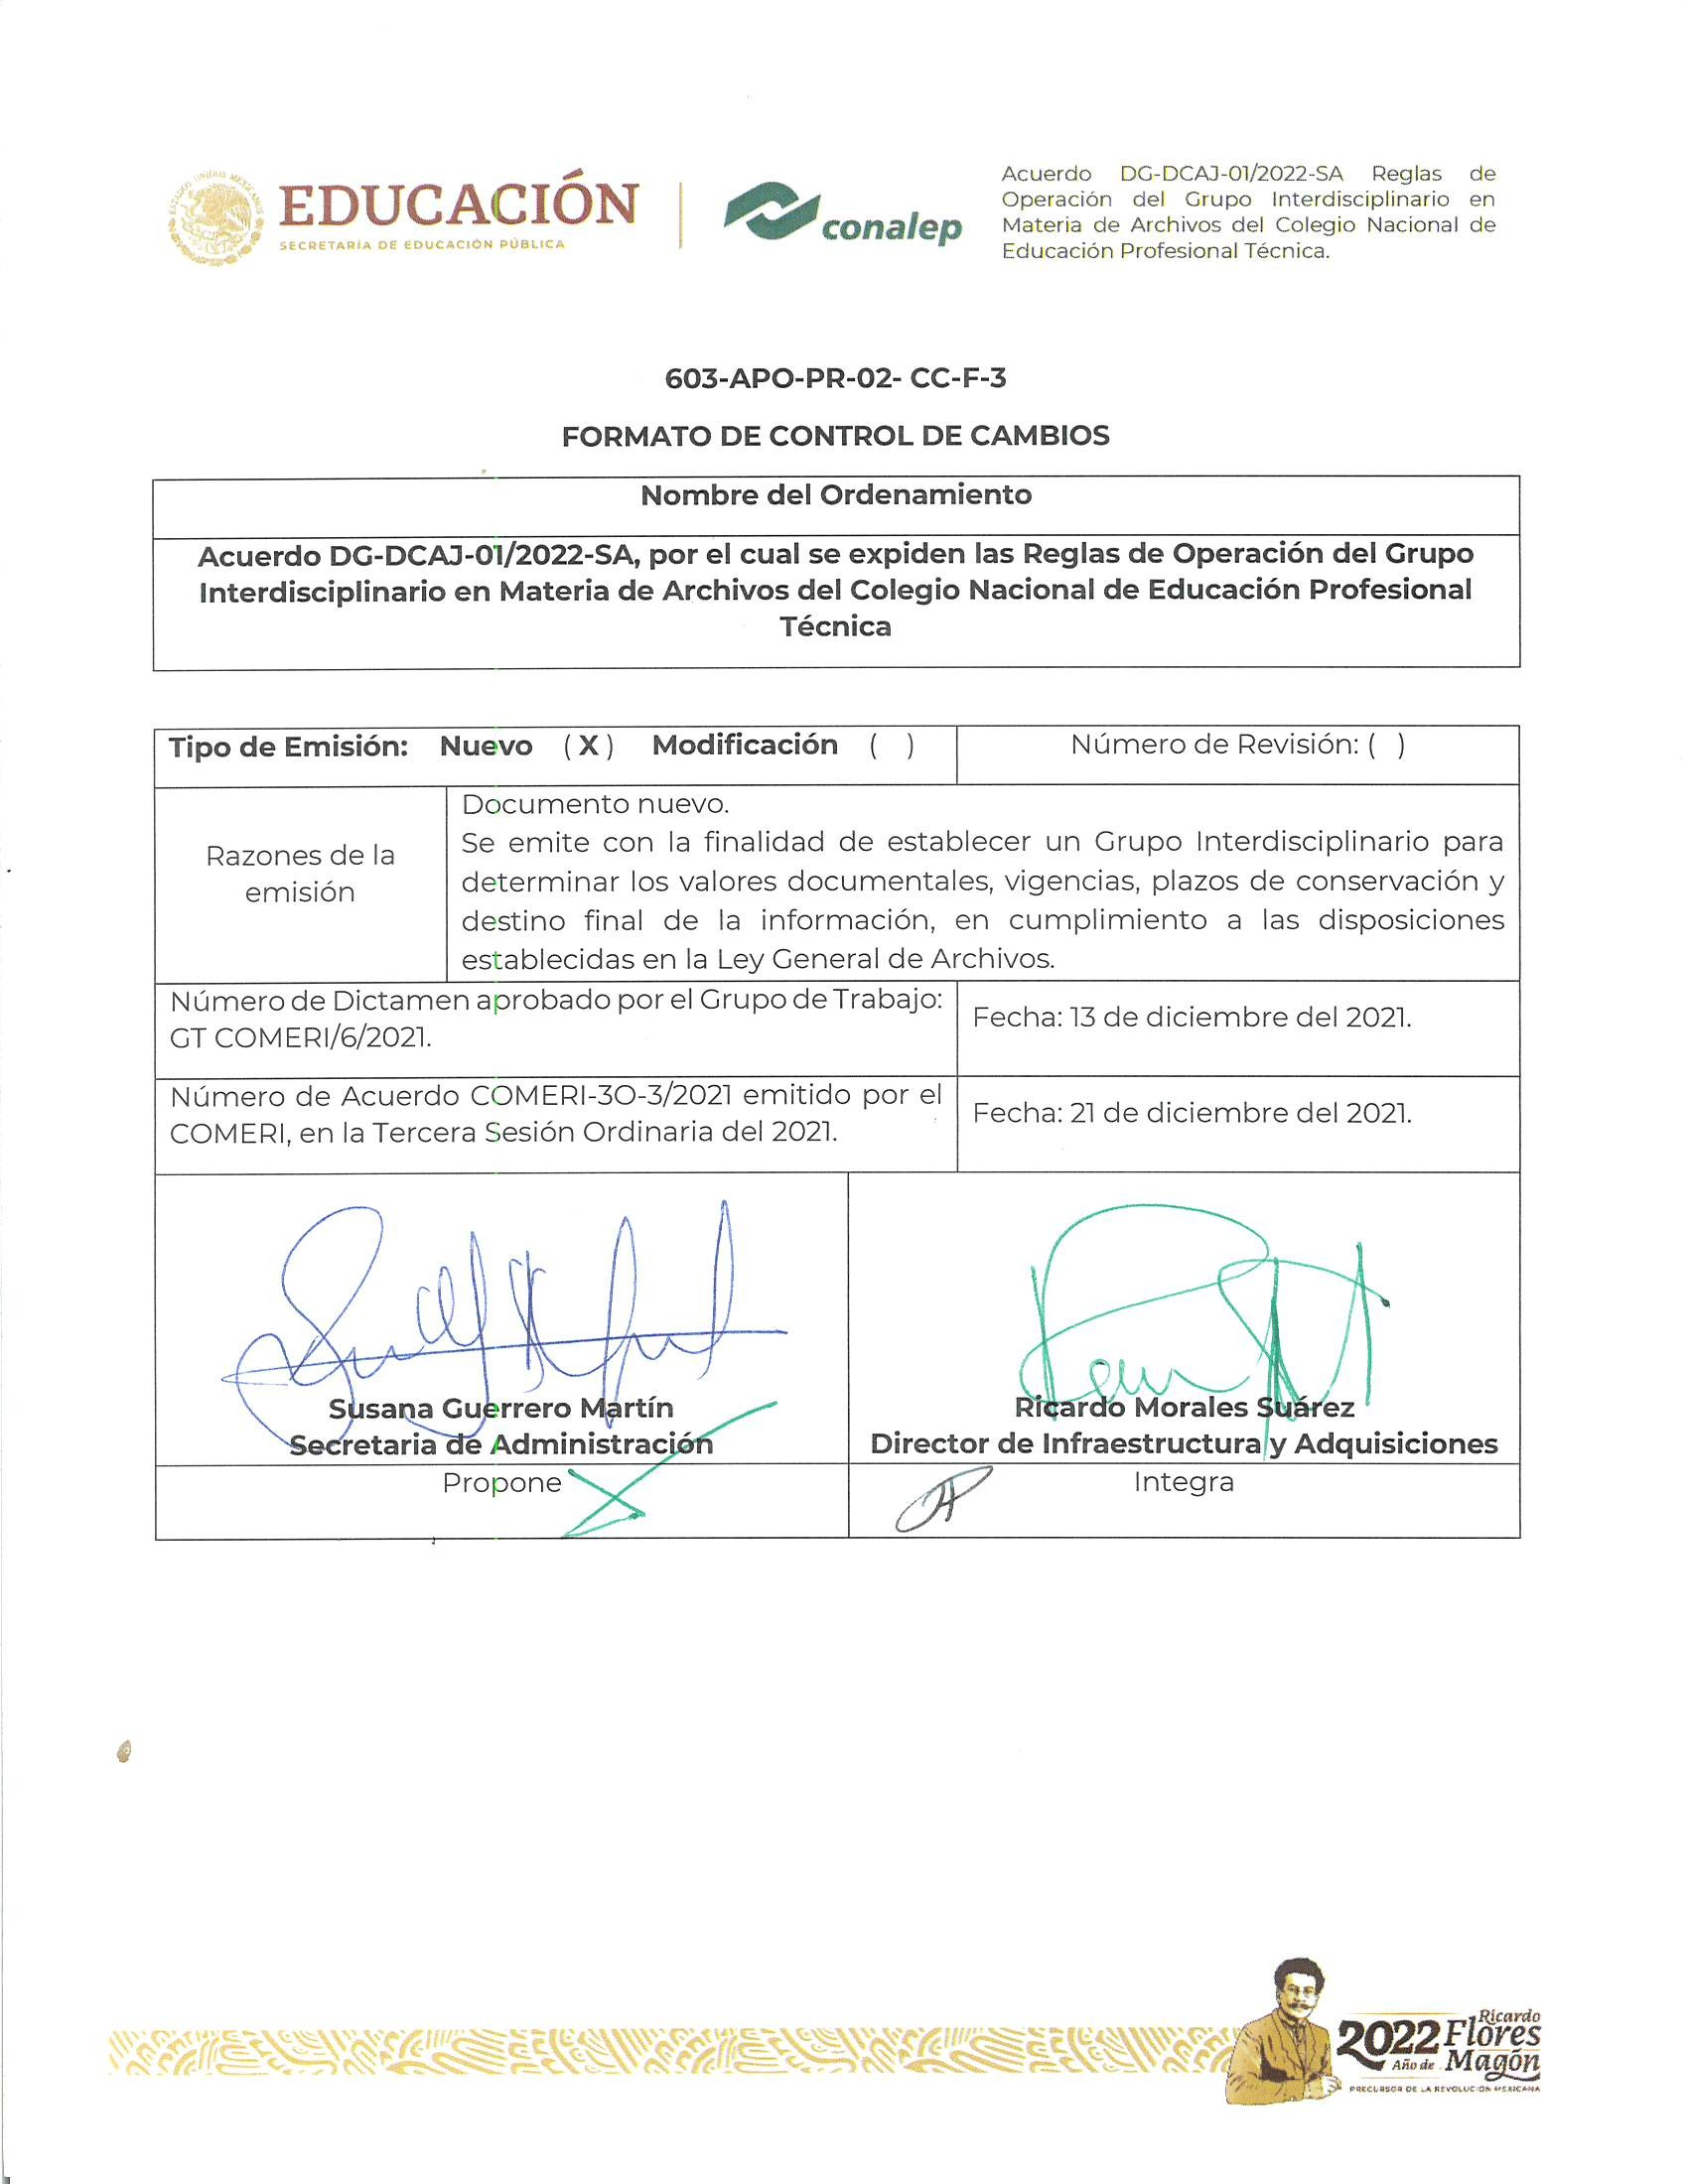 ESTADOS UNIDOS MEXICANOS
EDUCACIÓN
SECRETARÍA DE EDUCACIÓN PÚBLICA
conalep
Acuerdo DG-DCAJ-01/2022-SA Reglas de
Operación del Grupo Interdisciplinario en
Materia de Archivos del Colegio Nacional de
Educación Profesional Técnica.
603-APO-PR-02- CC-F-3
FORMATO DE CONTROL DE CAMBIOS
Nombre del Ordenamiento
Acuerdo DG-DCAJ-01/2022-SA, por el cual se expiden las Reglas de Operación del Grupo
Interdisciplinario en Materia de Archivos del Colegio Nacional de Educación Profesional
Técnica
Tipo de Emisión: Nuevo (X) Modificación ( ) Número de Revisión: ( )
Razones de la
emisión
Documento nuevo.
Se emite con la finalidad de establecer un Grupo Interdisciplinario para
determinar los valores documentales, vigencias, plazos de conservación y
destino final de la información, en cumplimiento a las disposiciones
establecidas en la Ley General de Archivos.
Número de Dictamen aprobado por el Grupo de Trabajo:
GT COMERI/6/2021.
Fecha: 13 de diciembre del 2021.
Número de Acuerdo COMERI-3O-3/2021 emitido por el
COMERI, en la Tercera Sesión Ordinaria del 2021.
Fecha: 21 de diciembre del 2021.
Susana Guerrero Martín
Secretaria de Administración
Propone
Ricardo Morales Suárez
Director de Infraestructura y Adquisiciones
Integra
2022 Ricardo
Flores
Año de Magón
PRECURSOR DE LA REVOLUCIÓN MEXICANA